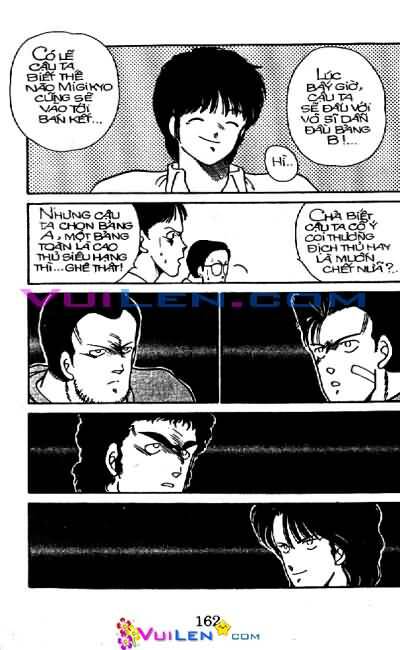 CÓ LẼ
CẬU TA
BIẾT THẾ
NÀO MIGIKYO
CŨNG SẼ
VÀO TỚI
BÁN KẾT...
LÚC
BẤY GIỜ,
CẬU TA
SẼ ĐẤU VỚI
VÕ SĨ DẪN
ĐẦU BẢNG
B!...
HÌ..
NHƯNG CẬU
TA CHỌN BẢNG
A, MỘT BẢNG
TOÀN LÀ CAO
THỦ SIÊU HẠNG
THÌ...GHÊ THẬT!
CHẢ BIẾT
CẬU TA CỐ Ý
COI THƯỜNG
ĐỊCH THỦ HAY
LÀ MUỐN
CHẾT NỮA?.
VUILEN.COM
162
VUILEN.COM